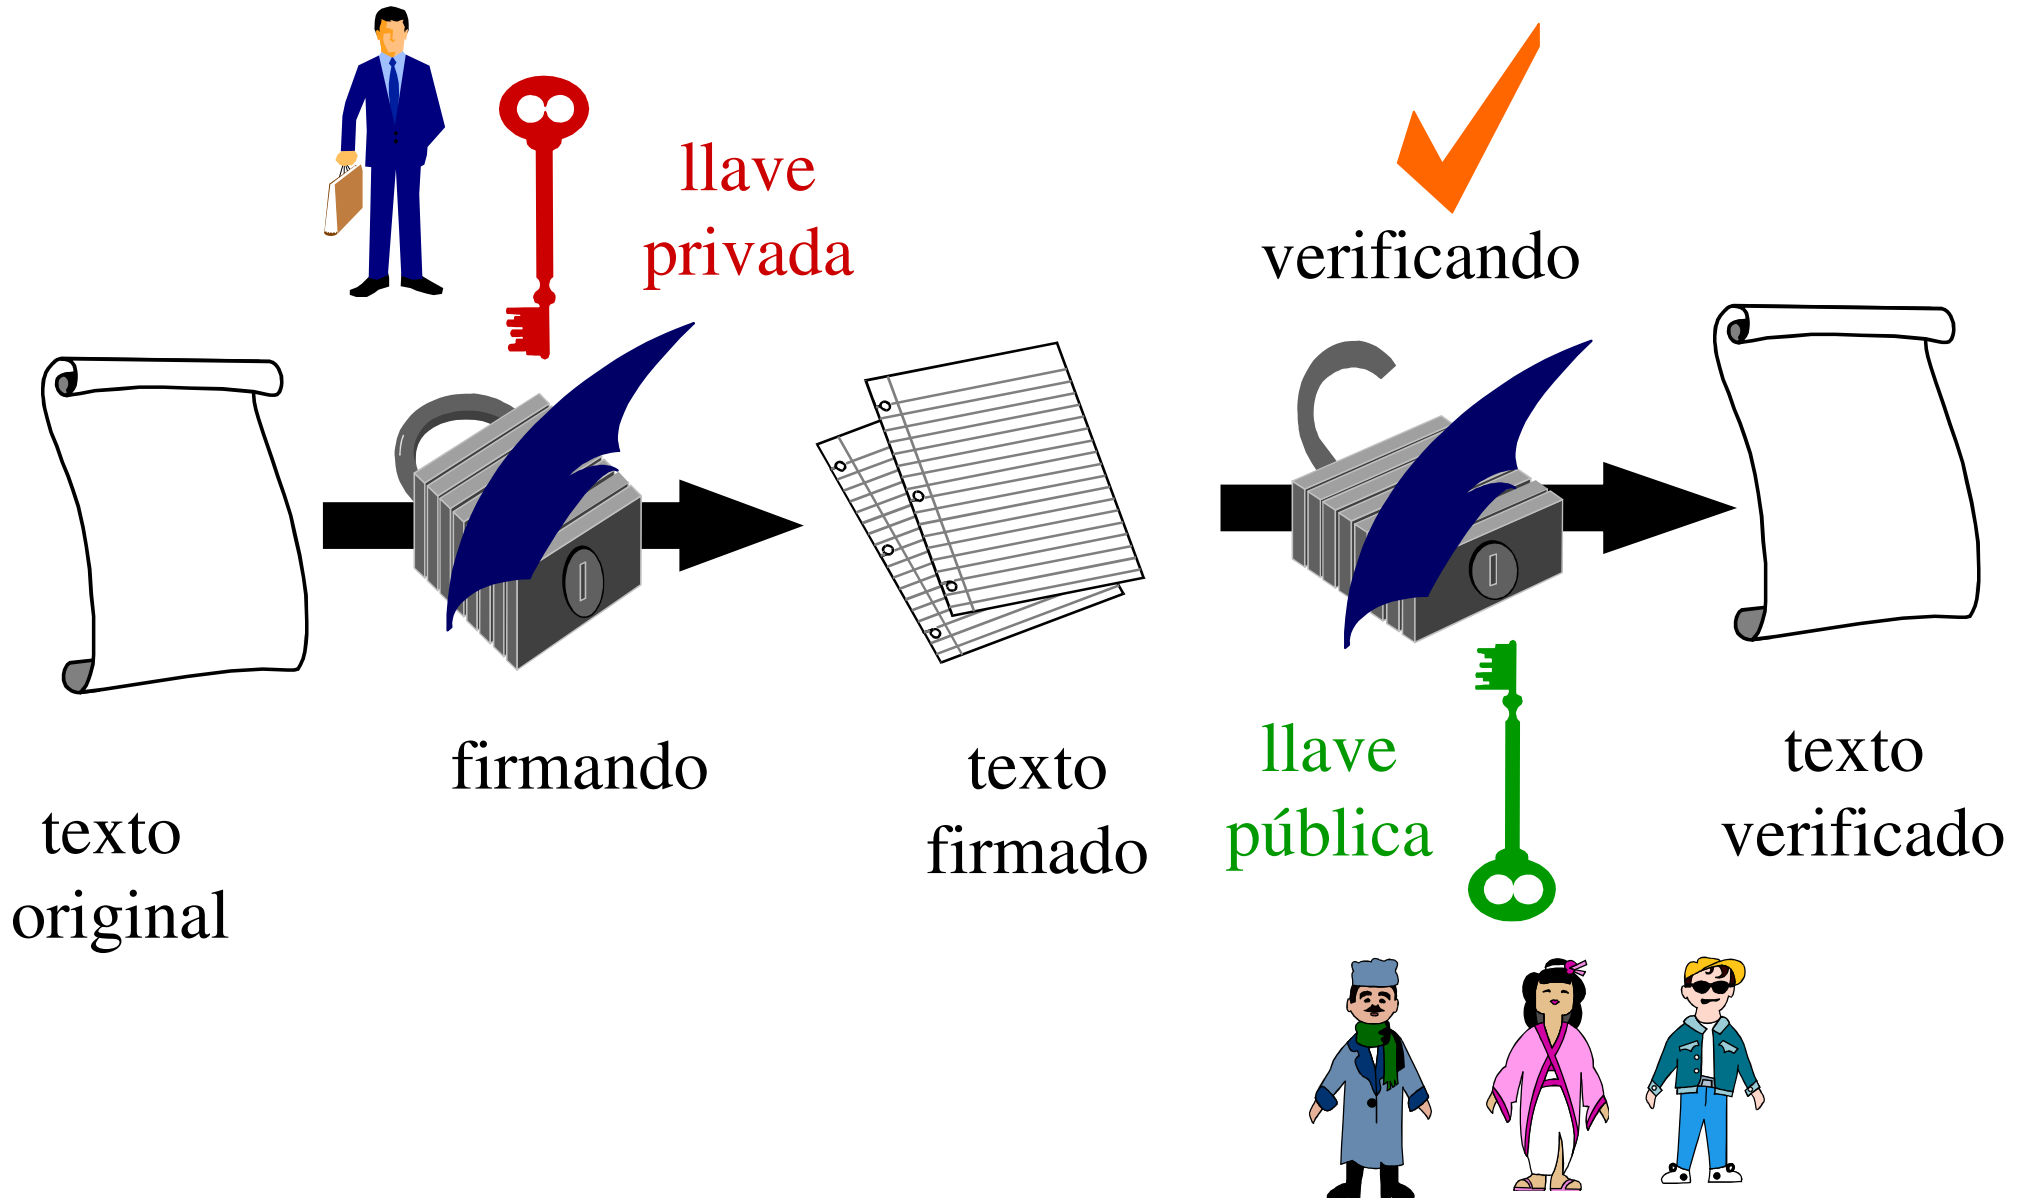 llave
privada
verificando
firmando
texto
original
texto
firmado
llave
pública
texto
verificado